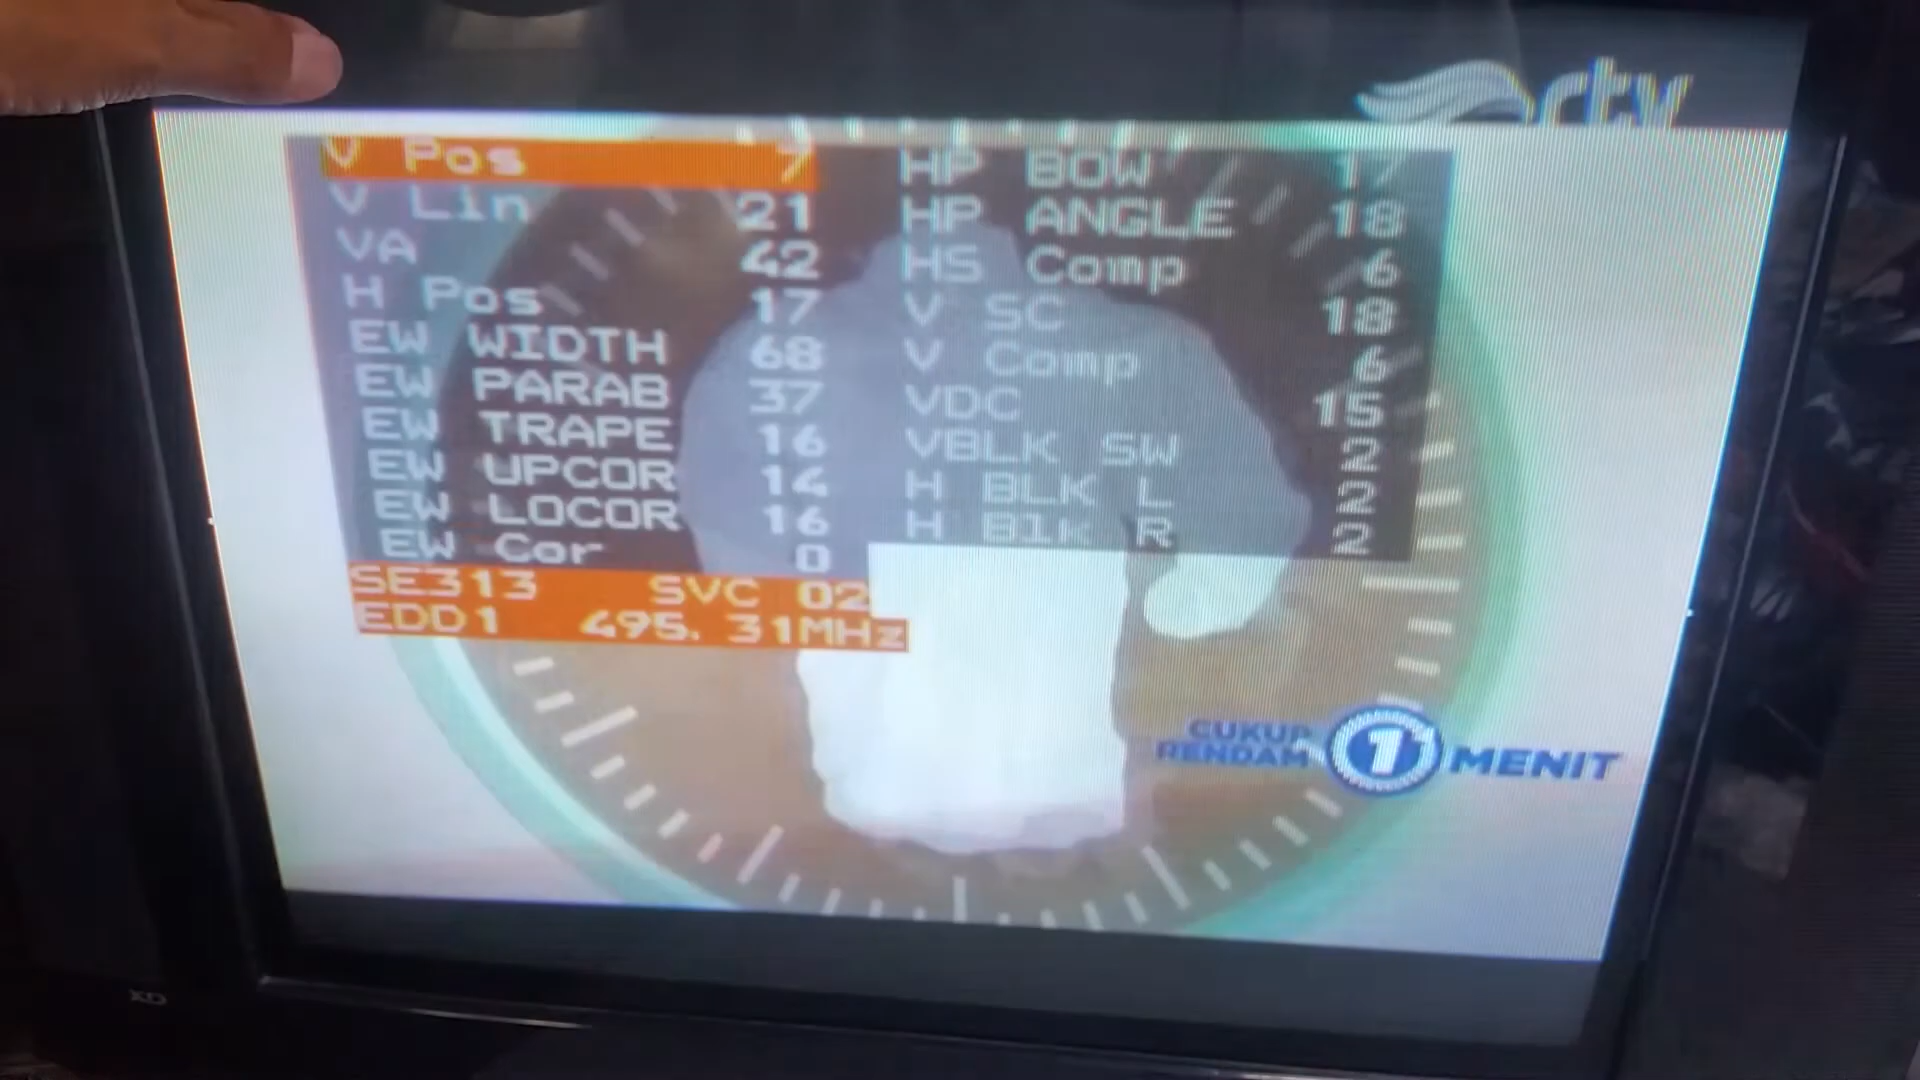 rctv
V Pos 7
V Lin 21
VA 42
H Pos 17
EW WIDTH 68
EW PARAB 37
EW TRAPE 16
EW UPCOR 14
EW LOCOR 16
EW Cor 0
HP BOW 17
HP ANGLE 18
HS Comp 6
V SC 18
V Comp 6
VDC 15
VBLK SW 2
H BLK L 2
H Blk R 2
SE313 SVC 02
EDD1 495.31MHz
CUKUP
RENDAM 1 MENIT
XD